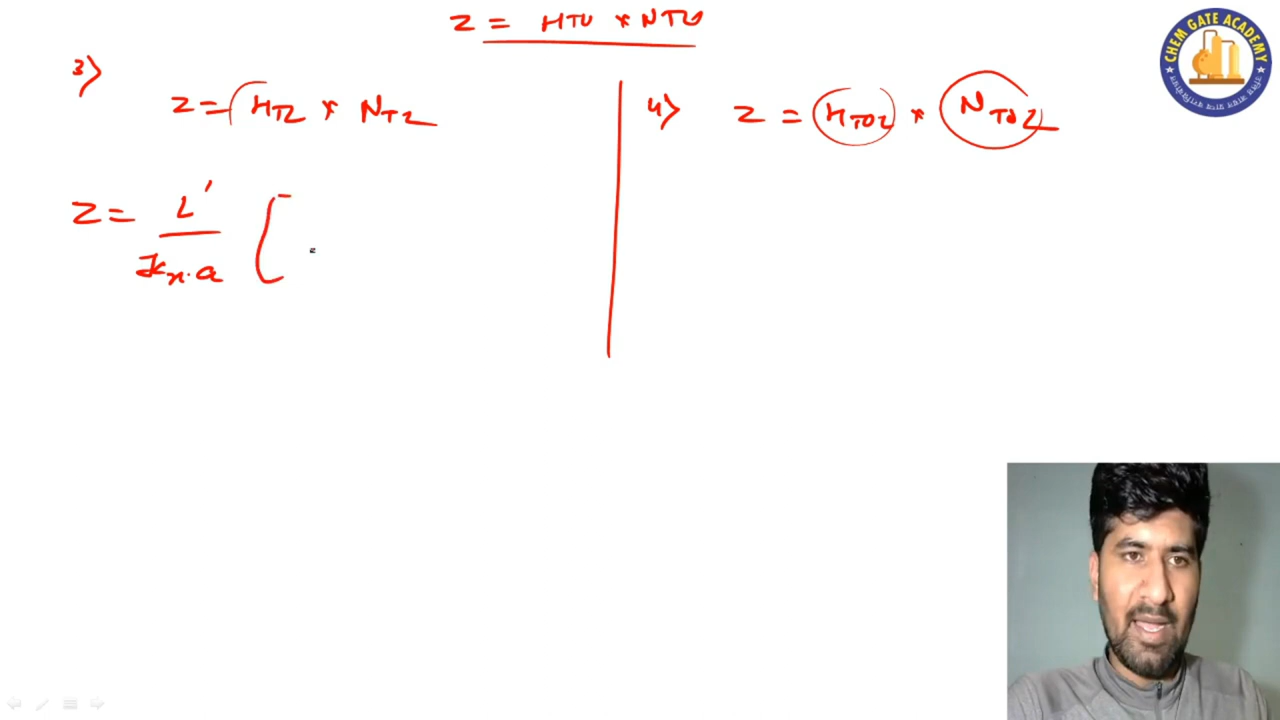 Z = HTU * NTU
3)
Z = HTL * NTL
4) Z = HTOL * NTOL
Z = L' / kx.a [
CHEM GATE ACADEMY